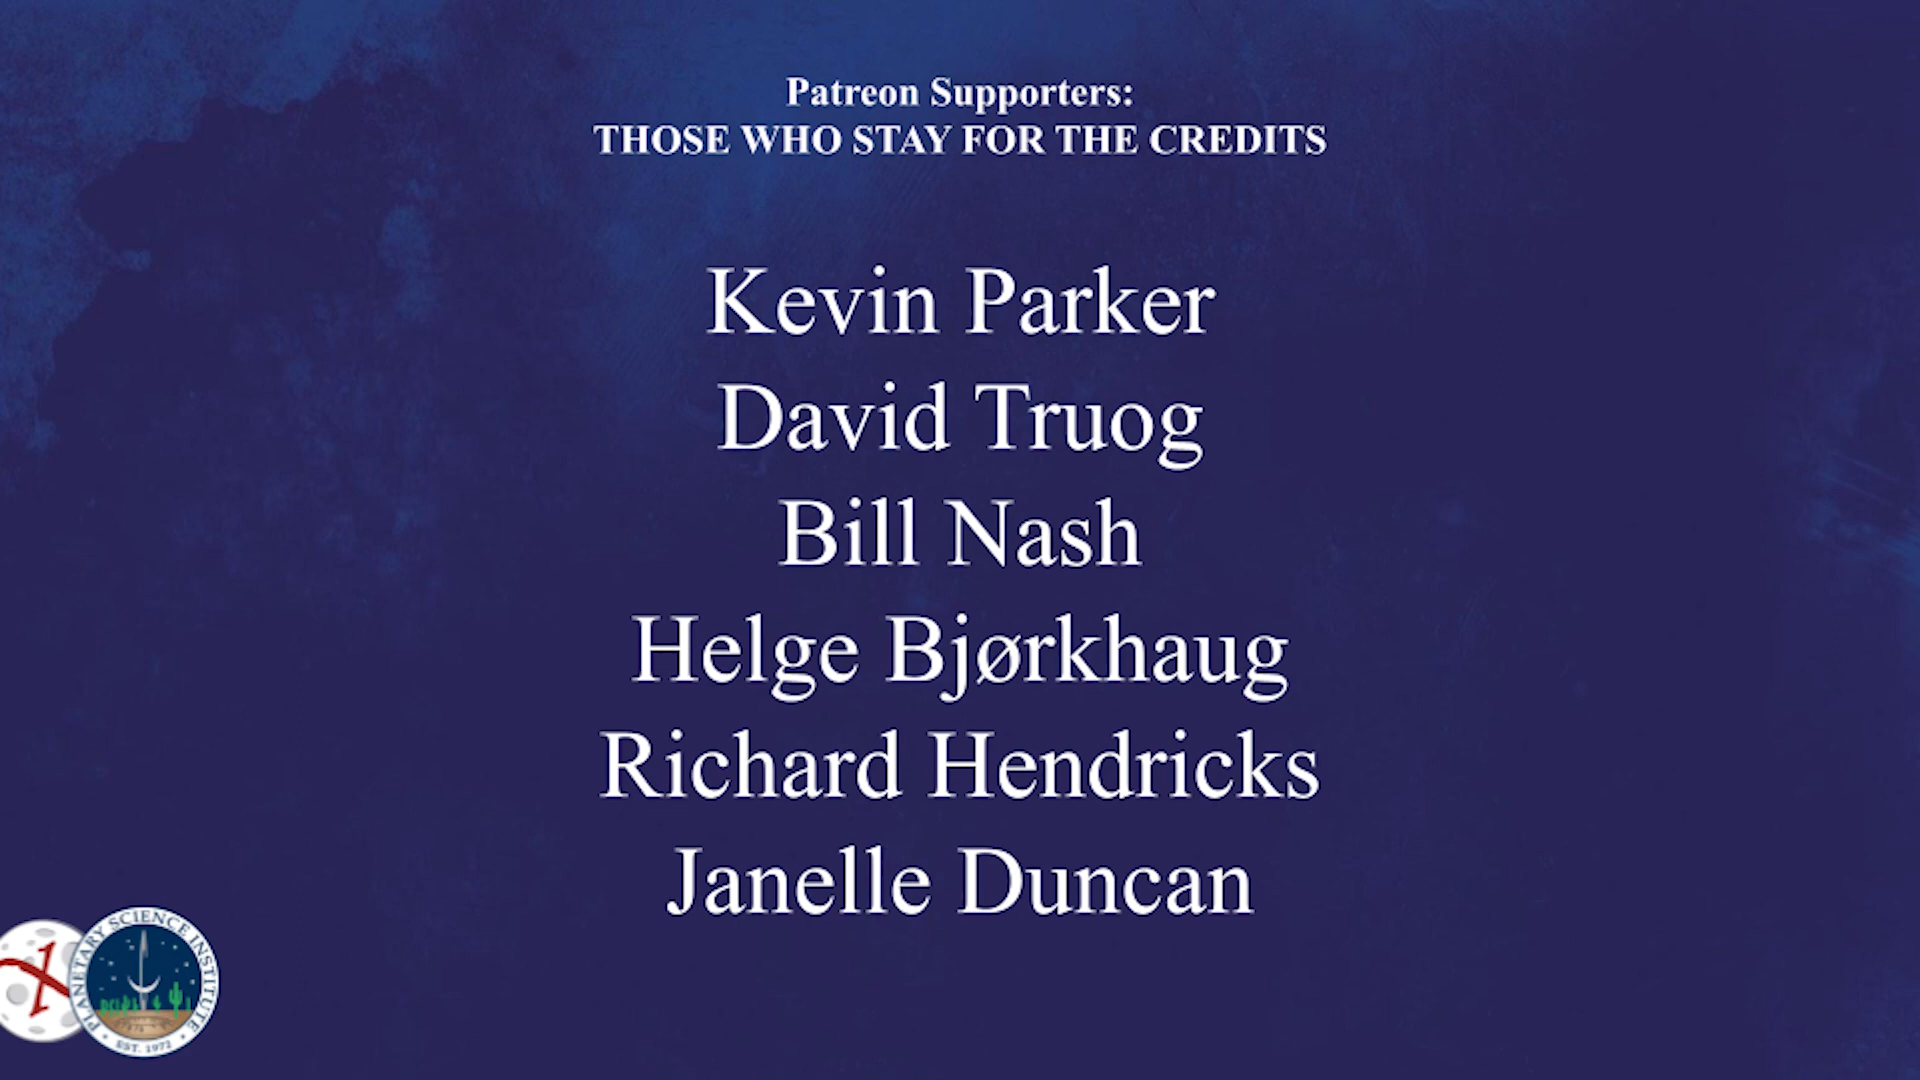 Patreon Supporters:
THOSE WHO STAY FOR THE CREDITS
Kevin Parker
David Truog
Bill Nash
Helge Bjørkhaug
Richard Hendricks
Janelle Duncan
PLANETARY SCIENCE INSTITUTE
EST. 1972